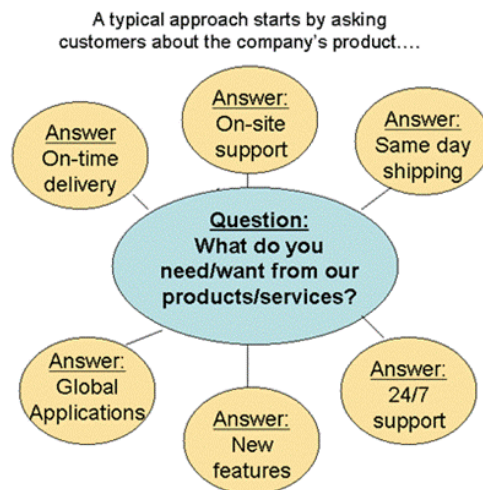 A typical approach starts by asking
customers about the company's product....
Answer:
On-site
support
Answer
On-time
delivery
Answer:
Same day
shipping
Question:
What do you
need/want from our
products/services?
Answer:
Global
Applications
Answer:
New
features
Answer:
24/7
support